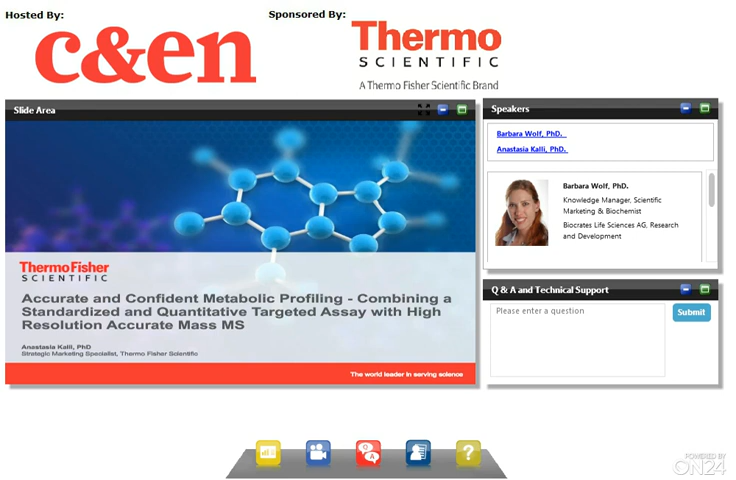 Hosted By:
Sponsored By:
c&en
Thermo
SCIENTIFIC
A Thermo Fisher Scientific Brand
Slide Area
ThermoFisher
SCIENTIFIC
Accurate and Confident Metabolic Profiling - Combining a
Standardized and Quantitative Targeted Assay with High
Resolution Accurate Mass MS
Anastasia Kalli, PhD
Strategic Marketing Specialist, Thermo Fisher Scientific
The world leader in serving science
Speakers
Barbara Wolf, PhD.
Anastasia Kalli, PhD.
Barbara Wolf, PhD.
Knowledge Manager, Scientific
Marketing & Biochemist
Biocrates Life Sciences AG, Research
and Development
Q & A and Technical Support
Please enter a question
Submit
Q
A
?
POWERED BY
ON24